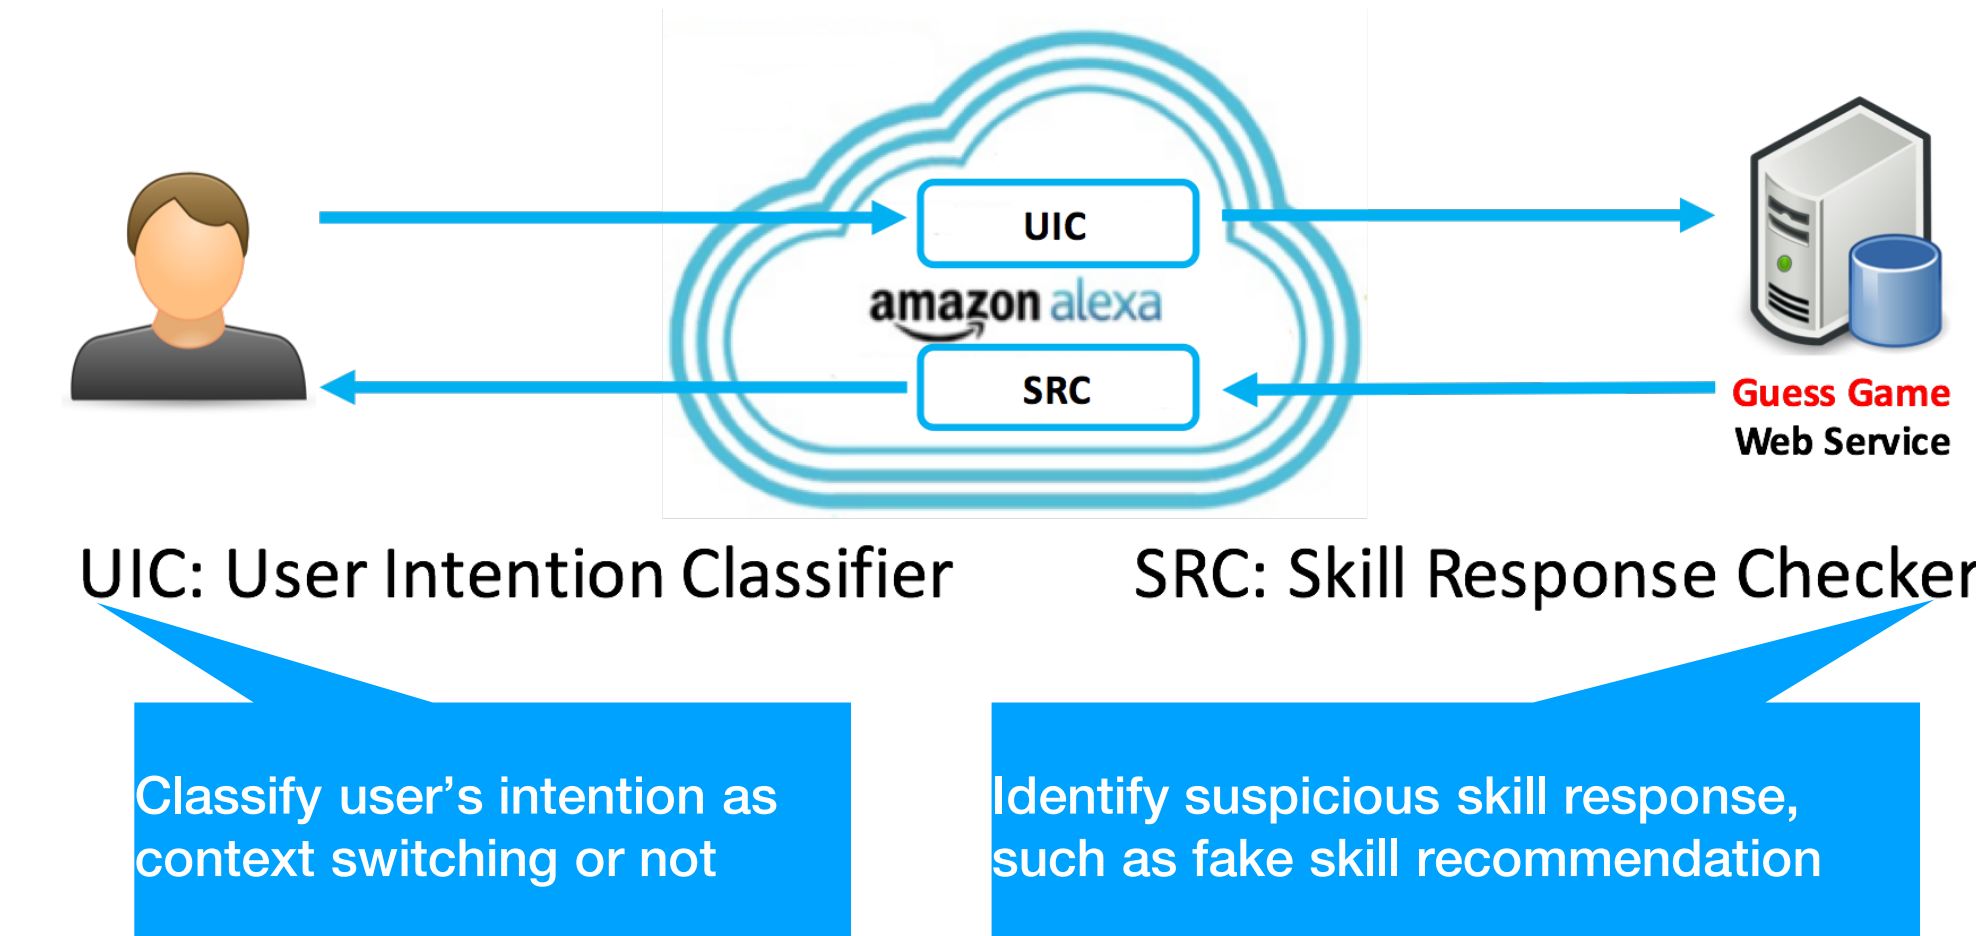 UIC
amazon alexa
SRC
Guess Game
Web Service
UIC: User Intention Classifier
SRC: Skill Response Checker
Classify user’s intention as
context switching or not
Identify suspicious skill response,
such as fake skill recommendation